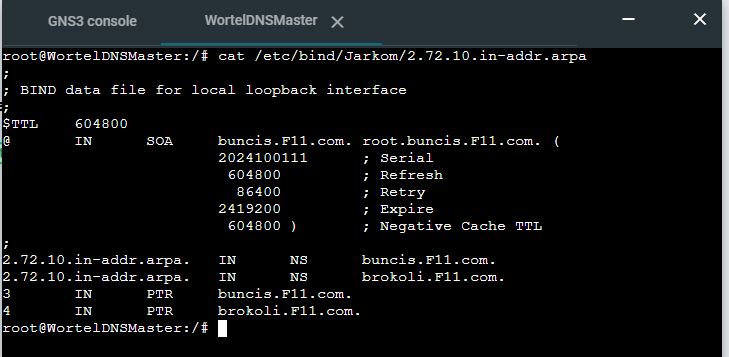 GNS3 console WortelDNSMaster
root@WortelDNSMaster:/# cat /etc/bind/Jarkom/2.72.10.in-addr.arpa
;
; BIND data file for local loopback interface
;
$TTL    604800
@       IN      SOA     buncis.F11.com. root.buncis.F11.com. (
                        2024100111      ; Serial
                         604800         ; Refresh
                          86400         ; Retry
                        2419200         ; Expire
                         604800 )       ; Negative Cache TTL
;
2.72.10.in-addr.arpa.   IN      NS      buncis.F11.com.
2.72.10.in-addr.arpa.   IN      NS      brokoli.F11.com.
3       IN      PTR     buncis.F11.com.
4       IN      PTR     brokoli.F11.com.
root@WortelDNSMaster:/#